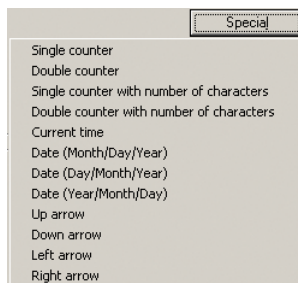 Special
Single counter
Double counter
Single counter with number of characters
Double counter with number of characters
Current time
Date (Month/Day/Year)
Date (Day/Month/Year)
Date (Year/Month/Day)
Up arrow
Down arrow
Left arrow
Right arrow